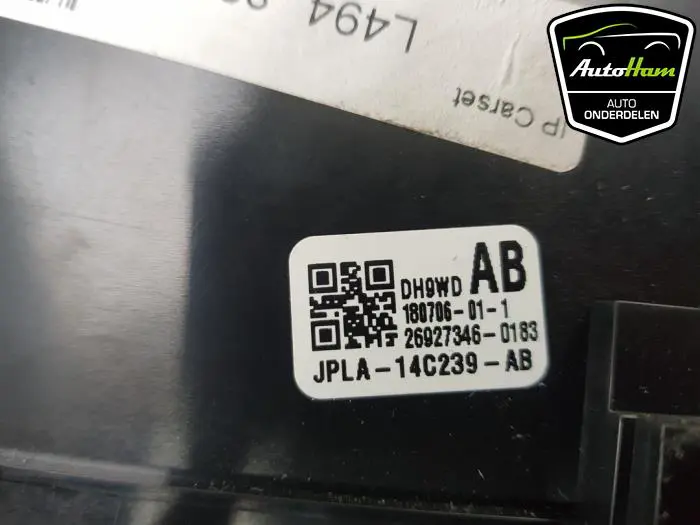 L494
IP Carset
AutoHam
AUTO
ONDERDELEN
DH9WD AB
180706-01-1
26927346-0183
JPLA-14C239-AB